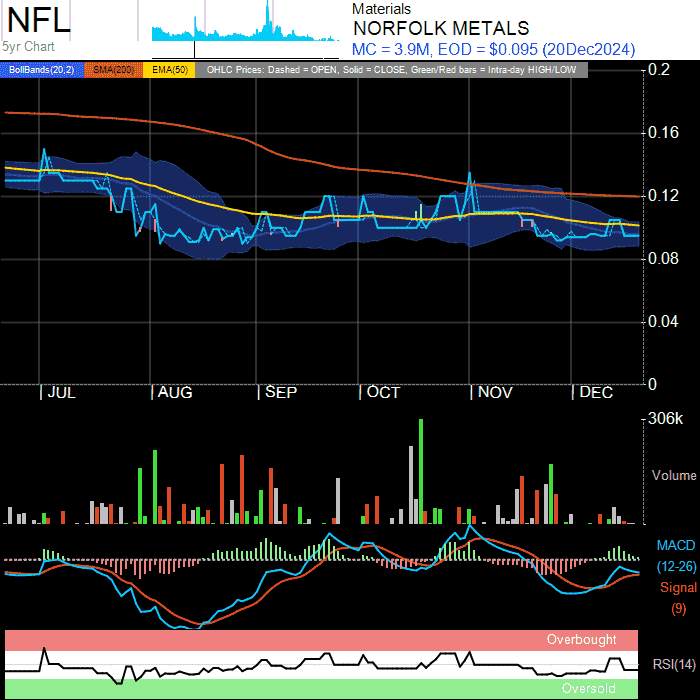 NFL
5yr Chart
Materials
NORFOLK METALS
MC = 3.9M, EOD = $0.095 (20Dec2024)
BollBands(20,2) SMA(200) EMA(50) OHLC Prices: Dashed = OPEN, Solid = CLOSE, Green/Red bars = Intra-day HIGH/LOW
0.2
0.16
0.12
0.08
0.04
0
JUL AUG SEP OCT NOV DEC
306k
Volume
MACD
(12-26)
Signal
(9)
Overbought
RSI(14)
Oversold